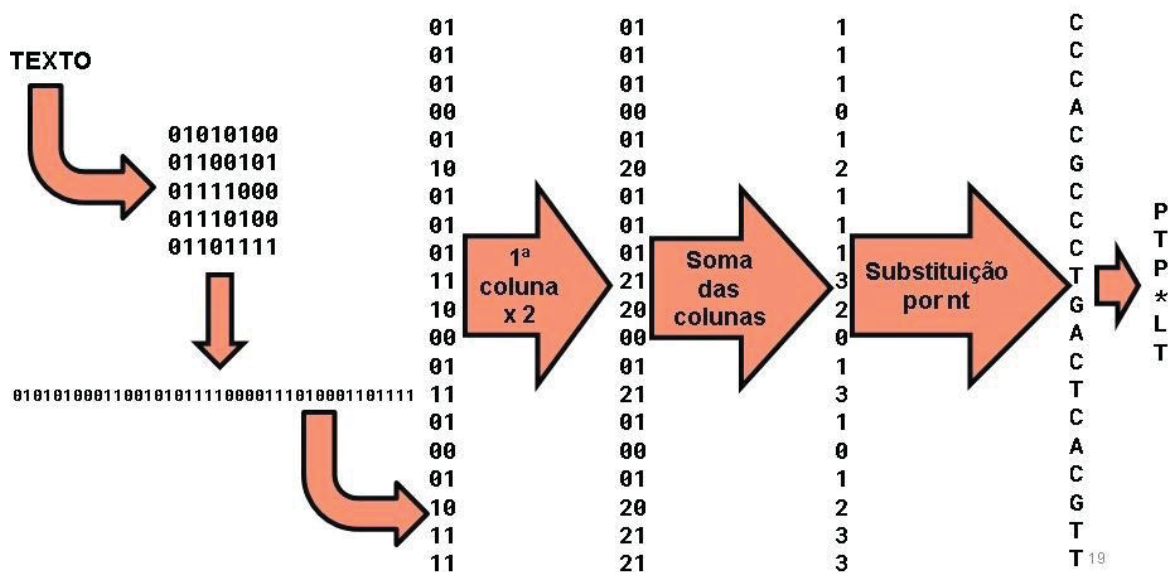 TEXTO
01010100
01100101
01111000
01110100
01101111
0101010001100101011110000111010001101111
01
01
01
00
01
10
01
01
01
11
10
00
01
11
01
00
01
10
11
11
1ª
coluna
x 2
01
01
01
00
01
20
01
01
01
21
20
00
01
21
01
00
01
20
21
21
Soma
das
colunas
1
1
1
0
1
2
1
1
1
3
2
0
1
3
1
0
1
2
3
3
Substituição
por nt
C
C
C
A
C
G
C
C
C
T
G
A
C
T
C
A
C
G
T
T
P
T
P
*
L
T
19